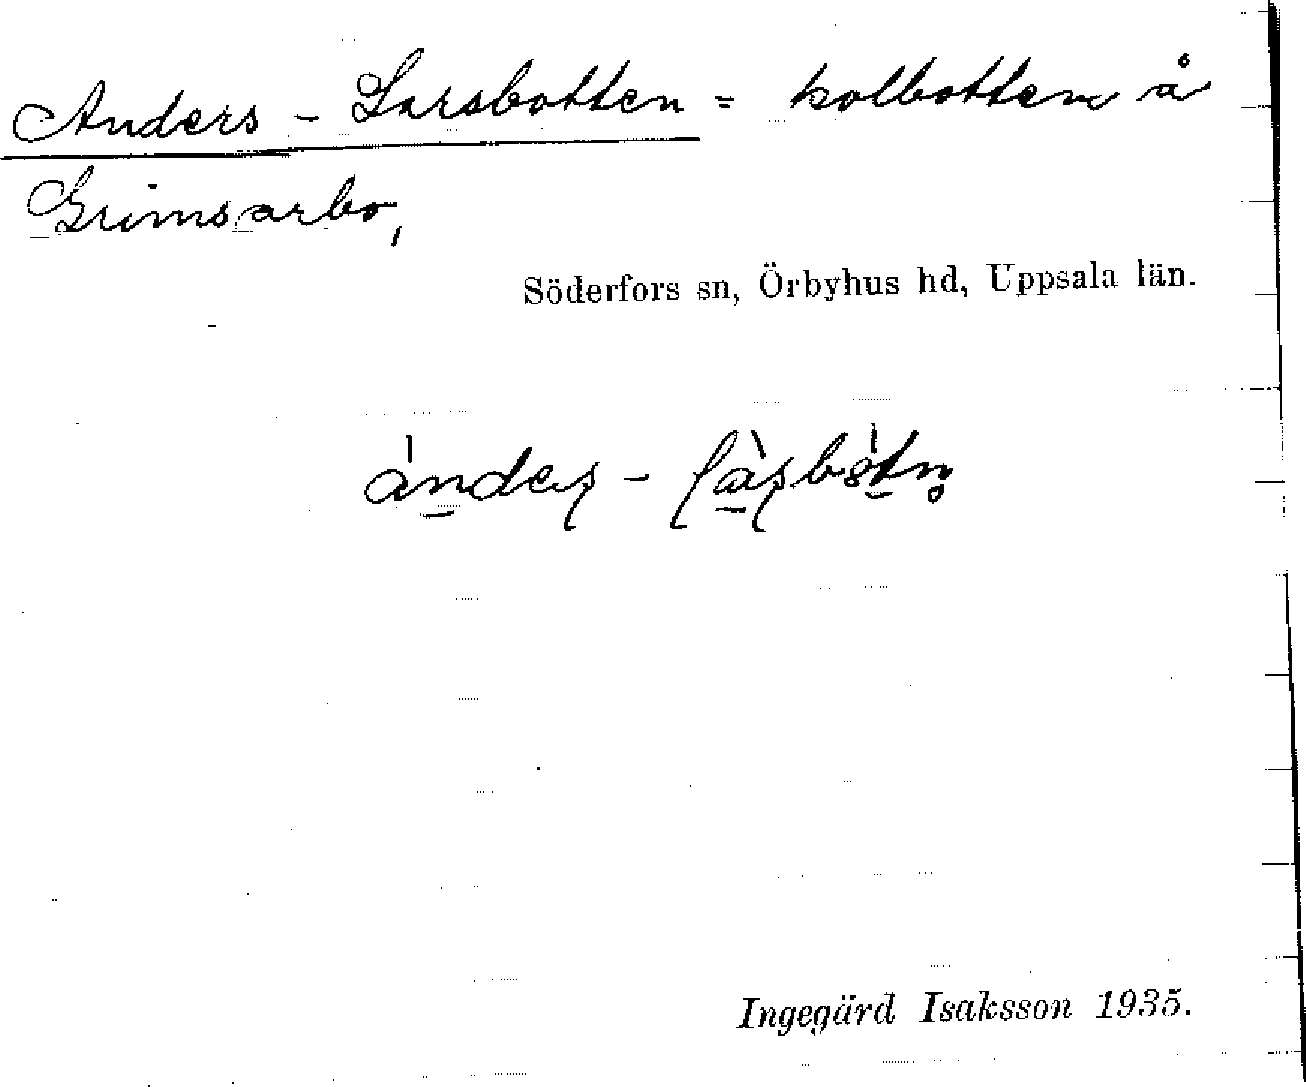 Anders - Larsbotten = kolbotten å
Grimsarbo,
Söderfors sn, Örbyhus hd, Uppsala län.
Ingegärd Isaksson 1935.